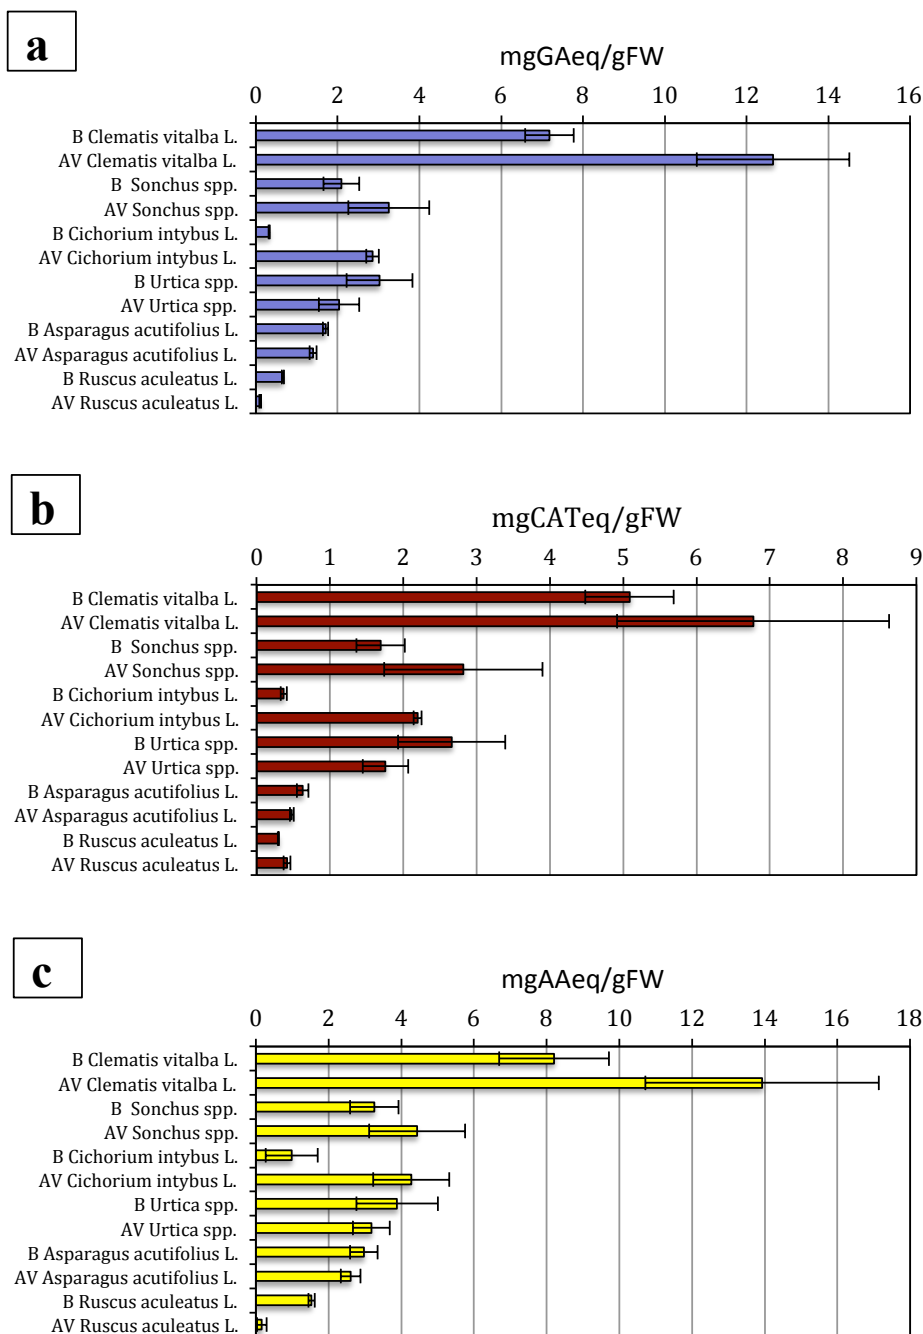 a
mgGAeq/gFW
0 2 4 6 8 10 12 14 16
B Clematis vitalba L.
AV Clematis vitalba L.
B  Sonchus spp.
AV Sonchus spp.
B Cichorium intybus L.
AV Cichorium intybus L.
B Urtica spp.
AV Urtica spp.
B Asparagus acutifolius L.
AV Asparagus acutifolius L.
B Ruscus aculeatus L.
AV Ruscus aculeatus L.
b
mgCATeq/gFW
0 1 2 3 4 5 6 7 8 9
B Clematis vitalba L.
AV Clematis vitalba L.
B  Sonchus spp.
AV Sonchus spp.
B Cichorium intybus L.
AV Cichorium intybus L.
B Urtica spp.
AV Urtica spp.
B Asparagus acutifolius L.
AV Asparagus acutifolius L.
B Ruscus aculeatus L.
AV Ruscus aculeatus L.
c
mgAAeq/gFW
0 2 4 6 8 10 12 14 16 18
B Clematis vitalba L.
AV Clematis vitalba L.
B  Sonchus spp.
AV Sonchus spp.
B Cichorium intybus L.
AV Cichorium intybus L.
B Urtica spp.
AV Urtica spp.
B Asparagus acutifolius L.
AV Asparagus acutifolius L.
B Ruscus aculeatus L.
AV Ruscus aculeatus L.